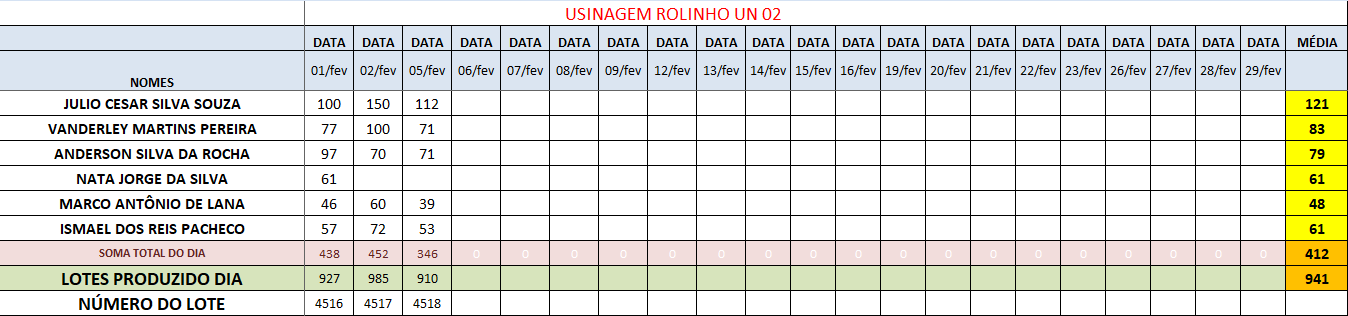 USINAGEM ROLINHO UN 02
DATA DATA DATA DATA DATA DATA DATA DATA DATA DATA DATA DATA DATA DATA DATA DATA DATA DATA DATA DATA DATA MÉDIA
NOMES 01/fev 02/fev 05/fev 06/fev 07/fev 08/fev 09/fev 12/fev 13/fev 14/fev 15/fev 16/fev 19/fev 20/fev 21/fev 22/fev 23/fev 26/fev 27/fev 28/fev 29/fev
JULIO CESAR SILVA SOUZA 100 150 112 121
VANDERLEY MARTINS PEREIRA 77 100 71 83
ANDERSON SILVA DA ROCHA 97 70 71 79
NATA JORGE DA SILVA 61 61
MARCO ANTÔNIO DE LANA 46 60 39 48
ISMAEL DOS REIS PACHECO 57 72 53 61
SOMA TOTAL DO DIA 438 452 346 0 0 0 0 0 0 0 0 0 0 0 0 0 0 0 0 0 0 412
LOTES PRODUZIDO DIA 927 985 910 941
NÚMERO DO LOTE 4516 4517 4518